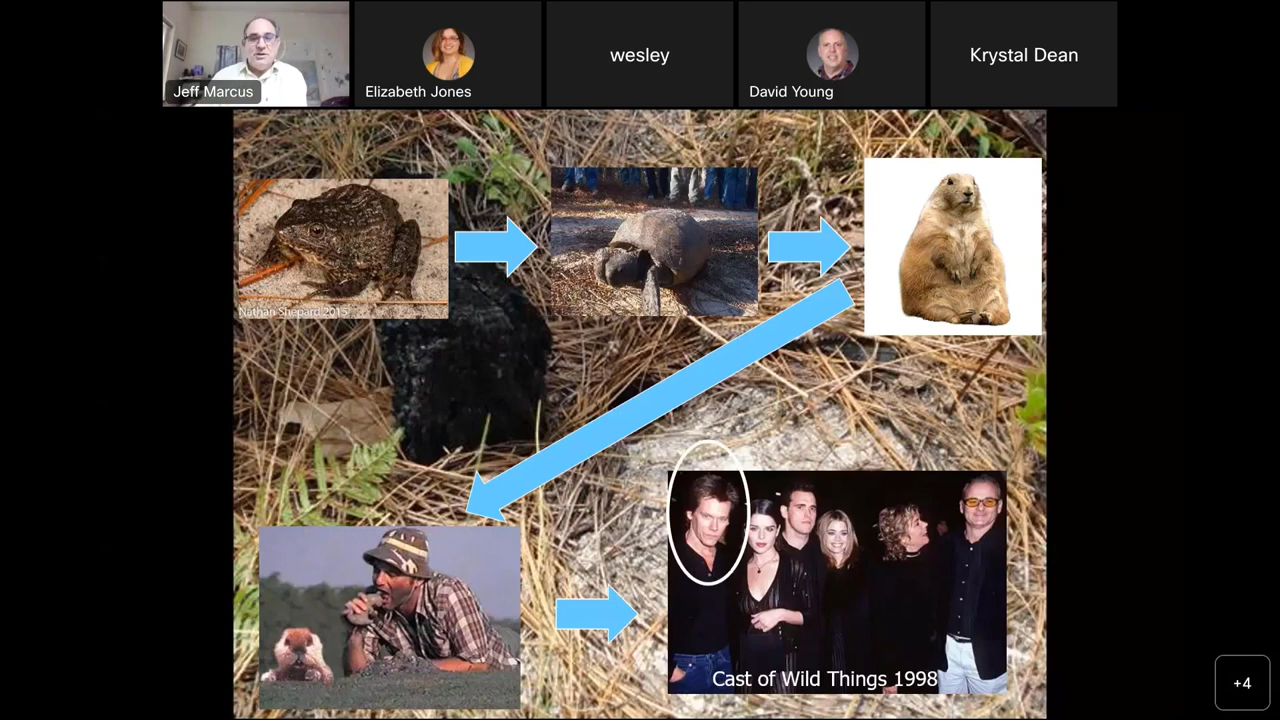 Jeff Marcus
Elizabeth Jones
wesley
David Young
Krystal Dean
Nathan Shepard 2015
Cast of Wild Things 1998
+4